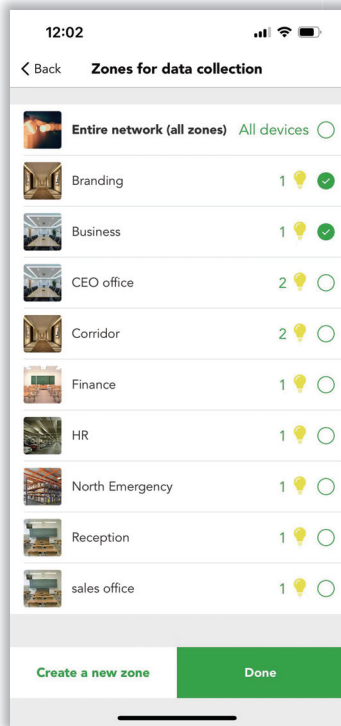 12:02
Back Zones for data collection
Entire network (all zones) All devices
Branding 1
Business 1
CEO office 2
Corridor 2
Finance 1
HR 1
North Emergency 1
Reception 1
sales office 1
Create a new zone Done